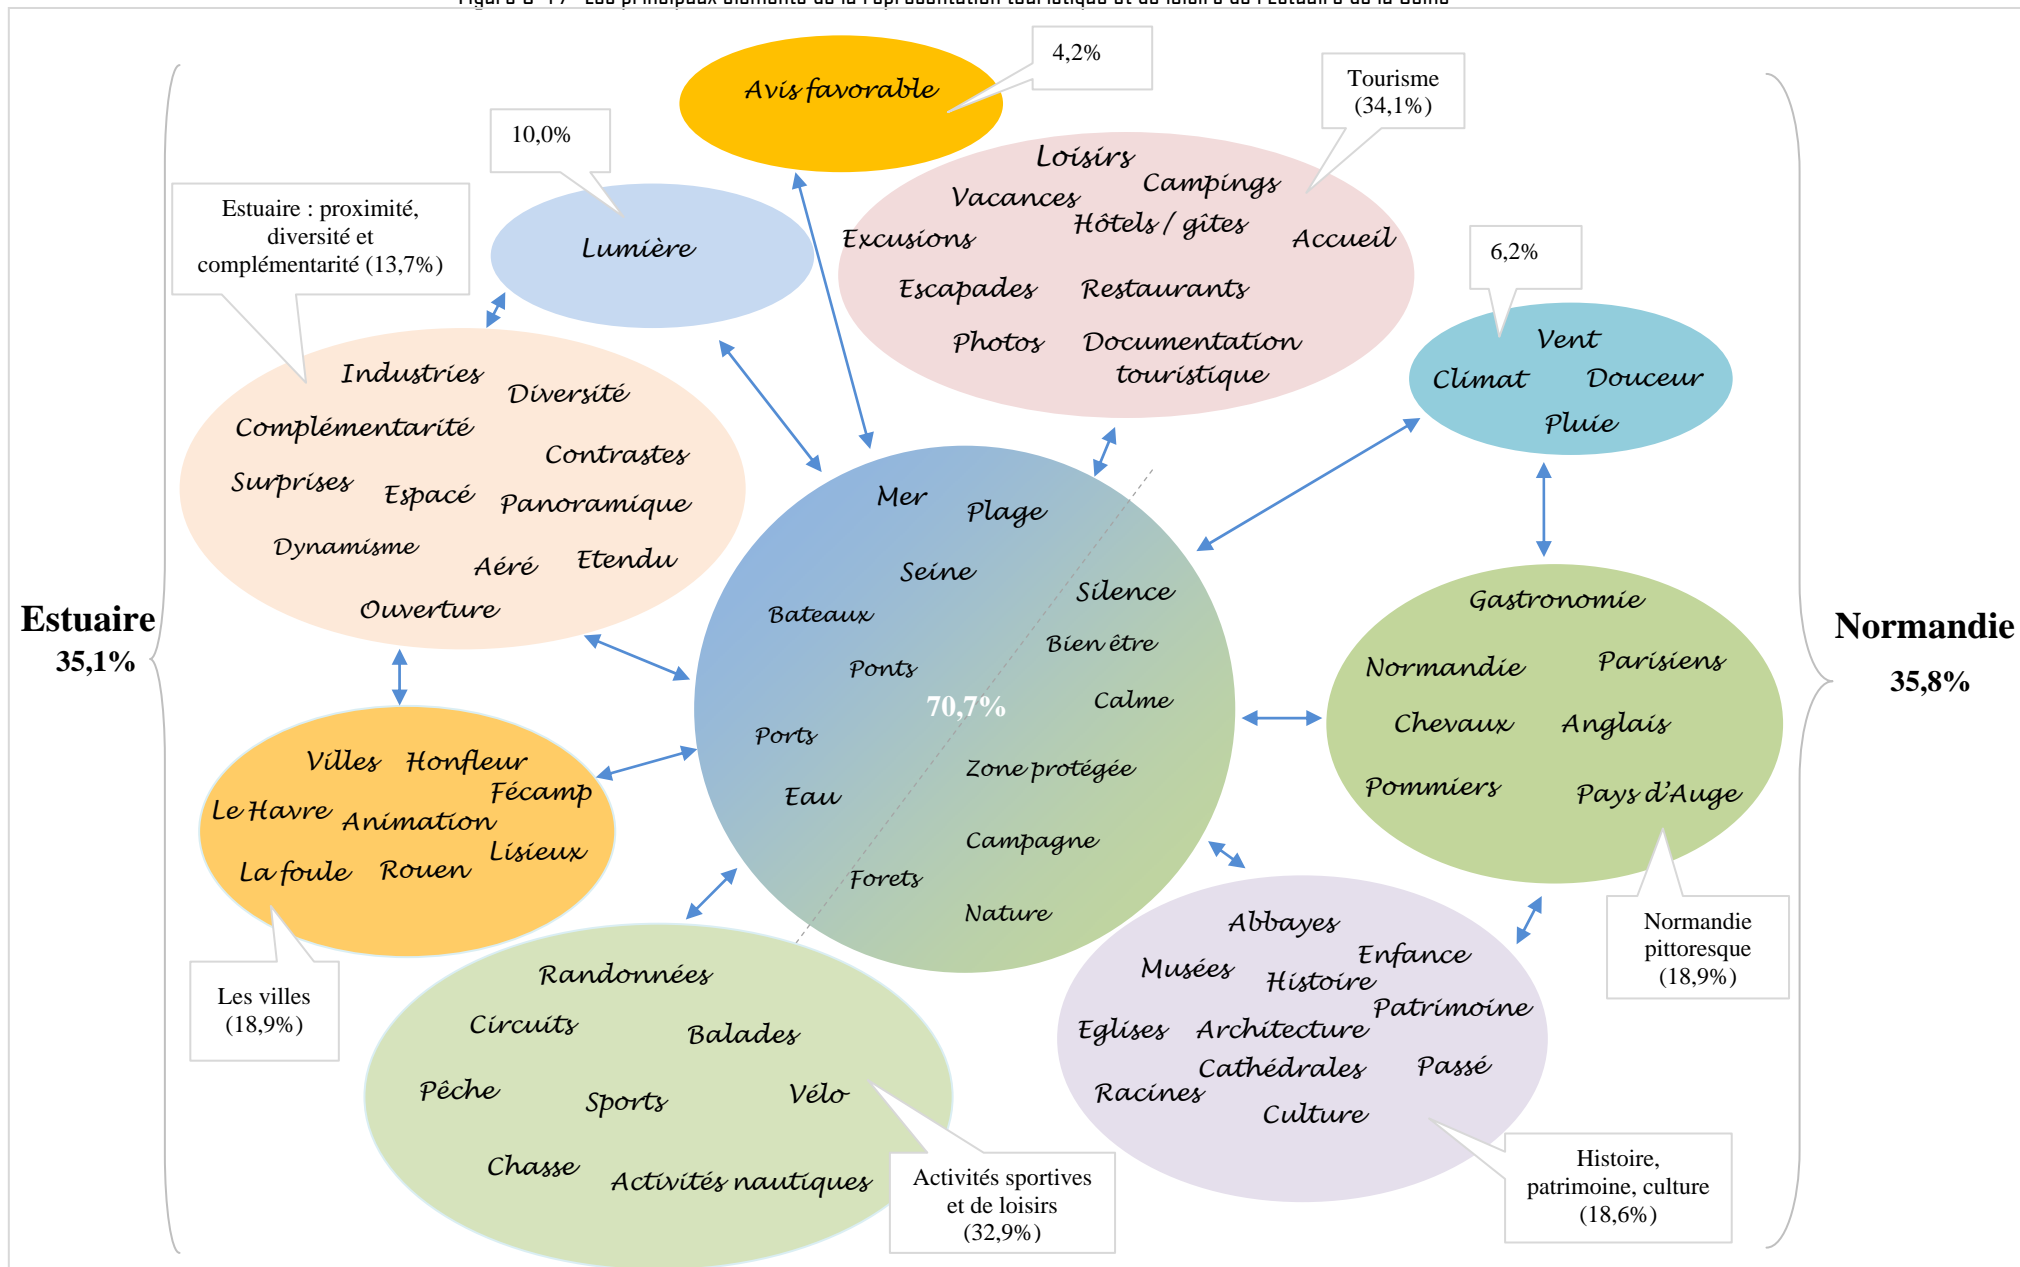 4,2%
Avis favorable
Tourisme
(34,1%)
10,0%
Loisirs
Vacances
Campings
Hôtels / gîtes
Excusions
Accueil
Escapades
Restaurants
Photos
Documentation
touristique
Estuaire : proximité,
diversité et
complémentarité (13,7%)
Lumière
6,2%
Vent
Climat
Douceur
Pluie
Industries
Diversité
Complémentarité
Contrastes
Surprises
Espacé
Panoramique
Dynamisme
Aéré
Etendu
Ouverture
Mer
Plage
Seine
Bateaux
Ponts
Silence
Bien être
Calme
70,7%
Ports
Eau
Zone protégée
Campagne
Forets
Nature
Estuaire
35,1%
Normandie
35,8%
Gastronomie
Normandie
Parisiens
Chevaux
Anglais
Pommiers
Pays d'Auge
Normandie
pittoresque
(18,9%)
Villes
Honfleur
Fécamp
Le Havre
Animation
Lisieux
La foule
Rouen
Les villes
(18,9%)
Randonnées
Circuits
Balades
Pêche
Sports
Vélo
Chasse
Activités nautiques
Activités sportives
et de loisirs
(32,9%)
Abbayes
Musées
Enfance
Histoire
Patrimoine
Eglises
Architecture
Cathédrales
Passé
Racines
Culture
Histoire,
patrimoine, culture
(18,6%)